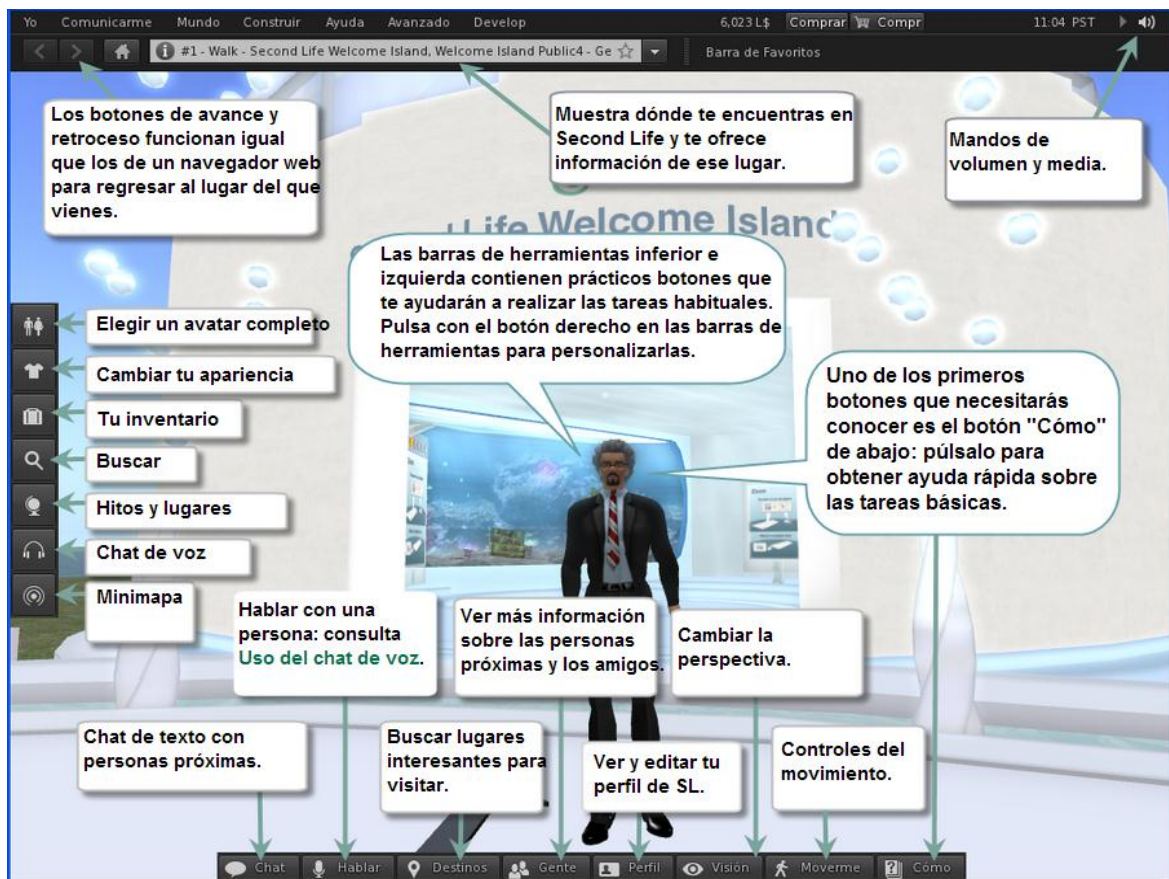 Yo Comunicarme Mundo Construir Ayuda Avanzado Develop 6,023 L$ Comprar Compr 11:04 PST
#1 - Walk - Second Life Welcome Island, Welcome Island Public4 - Ge Barra de Favoritos
Los botones de avance y
retroceso funcionan igual
que los de un navegador web
para regresar al lugar del que
vienes.
Muestra dónde te encuentras en
Second Life y te ofrece
información de ese lugar.
Mandos de
volumen y media.
Life Welcome Island
Las barras de herramientas inferior e
izquierda contienen prácticos botones que
te ayudarán a realizar las tareas habituales.
Pulsa con el botón derecho en las barras de
herramientas para personalizarlas.
Elegir un avatar completo
Cambiar tu apariencia
Tu inventario
Buscar
Hitos y lugares
Chat de voz
Minimapa
Uno de los primeros
botones que necesitarás
conocer es el botón "Cómo"
de abajo: púlsalo para
obtener ayuda rápida sobre
las tareas básicas.
Hablar con una
persona: consulta
Uso del chat de voz.
Ver más información
sobre las personas
próximas y los amigos.
Cambiar la
perspectiva.
Chat de texto con
personas próximas.
Buscar lugares
interesantes para
visitar.
Ver y editar tu
perfil de SL.
Controles del
movimiento.
Chat Hablar Destinos Gente Perfil Visión Moverme Cómo